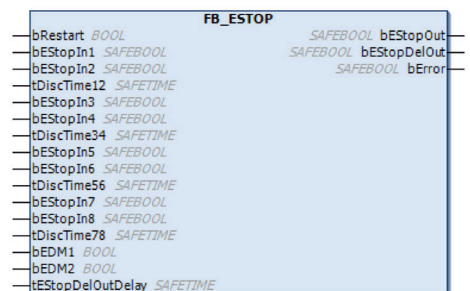 FB_ESTOP
bRestart BOOL SAFEBOOL bEStopOut
bEStopIn1 SAFEBOOL SAFEBOOL bEStopDelOut
bEStopIn2 SAFEBOOL SAFEBOOL bError
tDiscTime12 SAFETIME
bEStopIn3 SAFEBOOL
bEStopIn4 SAFEBOOL
tDiscTime34 SAFETIME
bEStopIn5 SAFEBOOL
bEStopIn6 SAFEBOOL
tDiscTime56 SAFETIME
bEStopIn7 SAFEBOOL
bEStopIn8 SAFEBOOL
tDiscTime78 SAFETIME
bEDM1 BOOL
bEDM2 BOOL
tEStopDelOutDelay SAFETIME